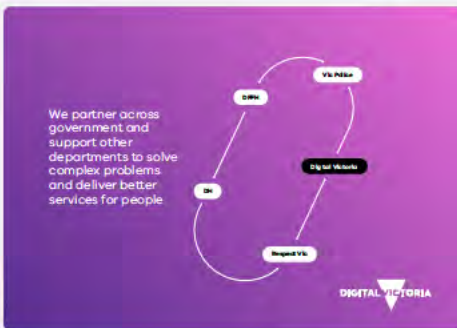 Vic Police
DFFH
We partner across
government and
support other
departments to solve
complex problems
and deliver better
services for people
Digital Victoria
DH
Respect Vic
DIGITAL VICTORIA